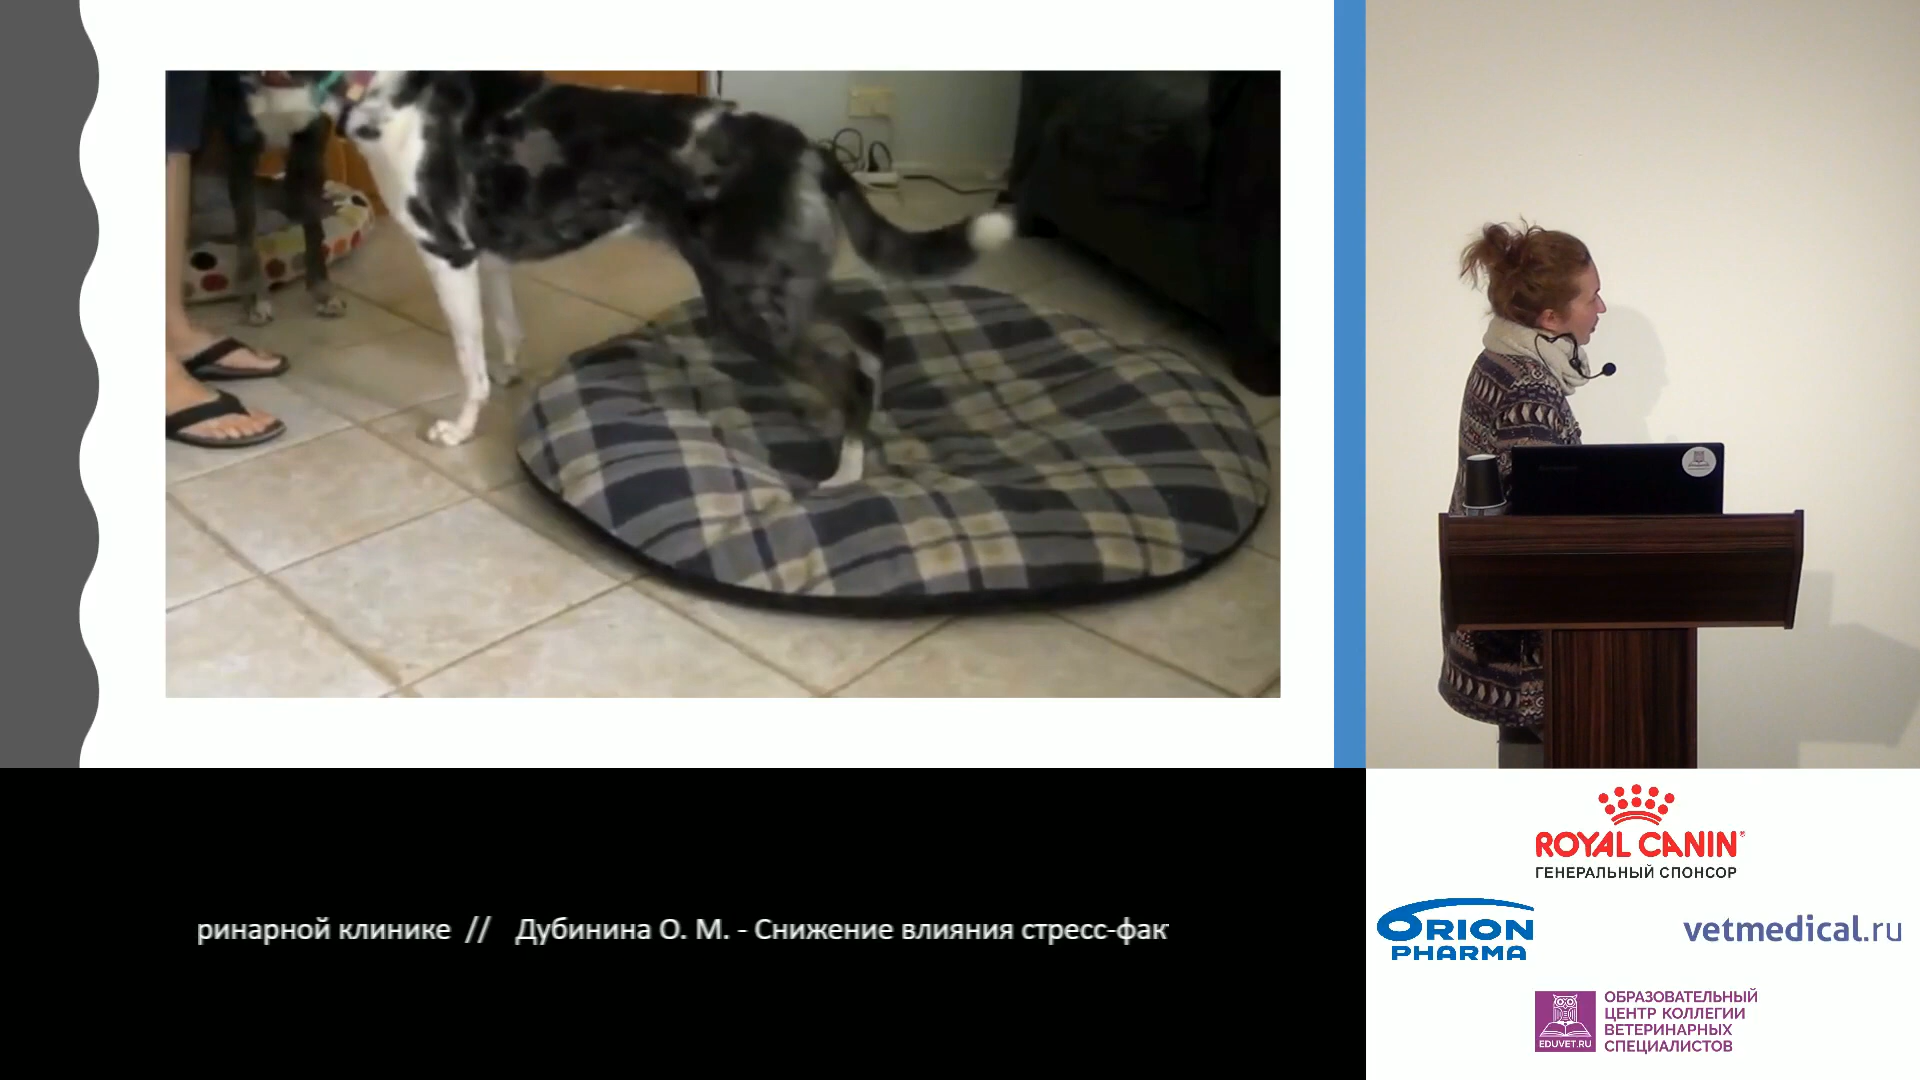 ринарной клинике // Дубинина О. М. - Снижение влияния стресс-фак
ROYAL CANIN
ГЕНЕРАЛЬНЫЙ СПОНСОР
ORION
PHARMA
vetmedical.ru
EDUVET.RU
ОБРАЗОВАТЕЛЬНЫЙ
ЦЕНТР КОЛЛЕГИИ
ВЕТЕРИНАРНЫХ
СПЕЦИАЛИСТОВ